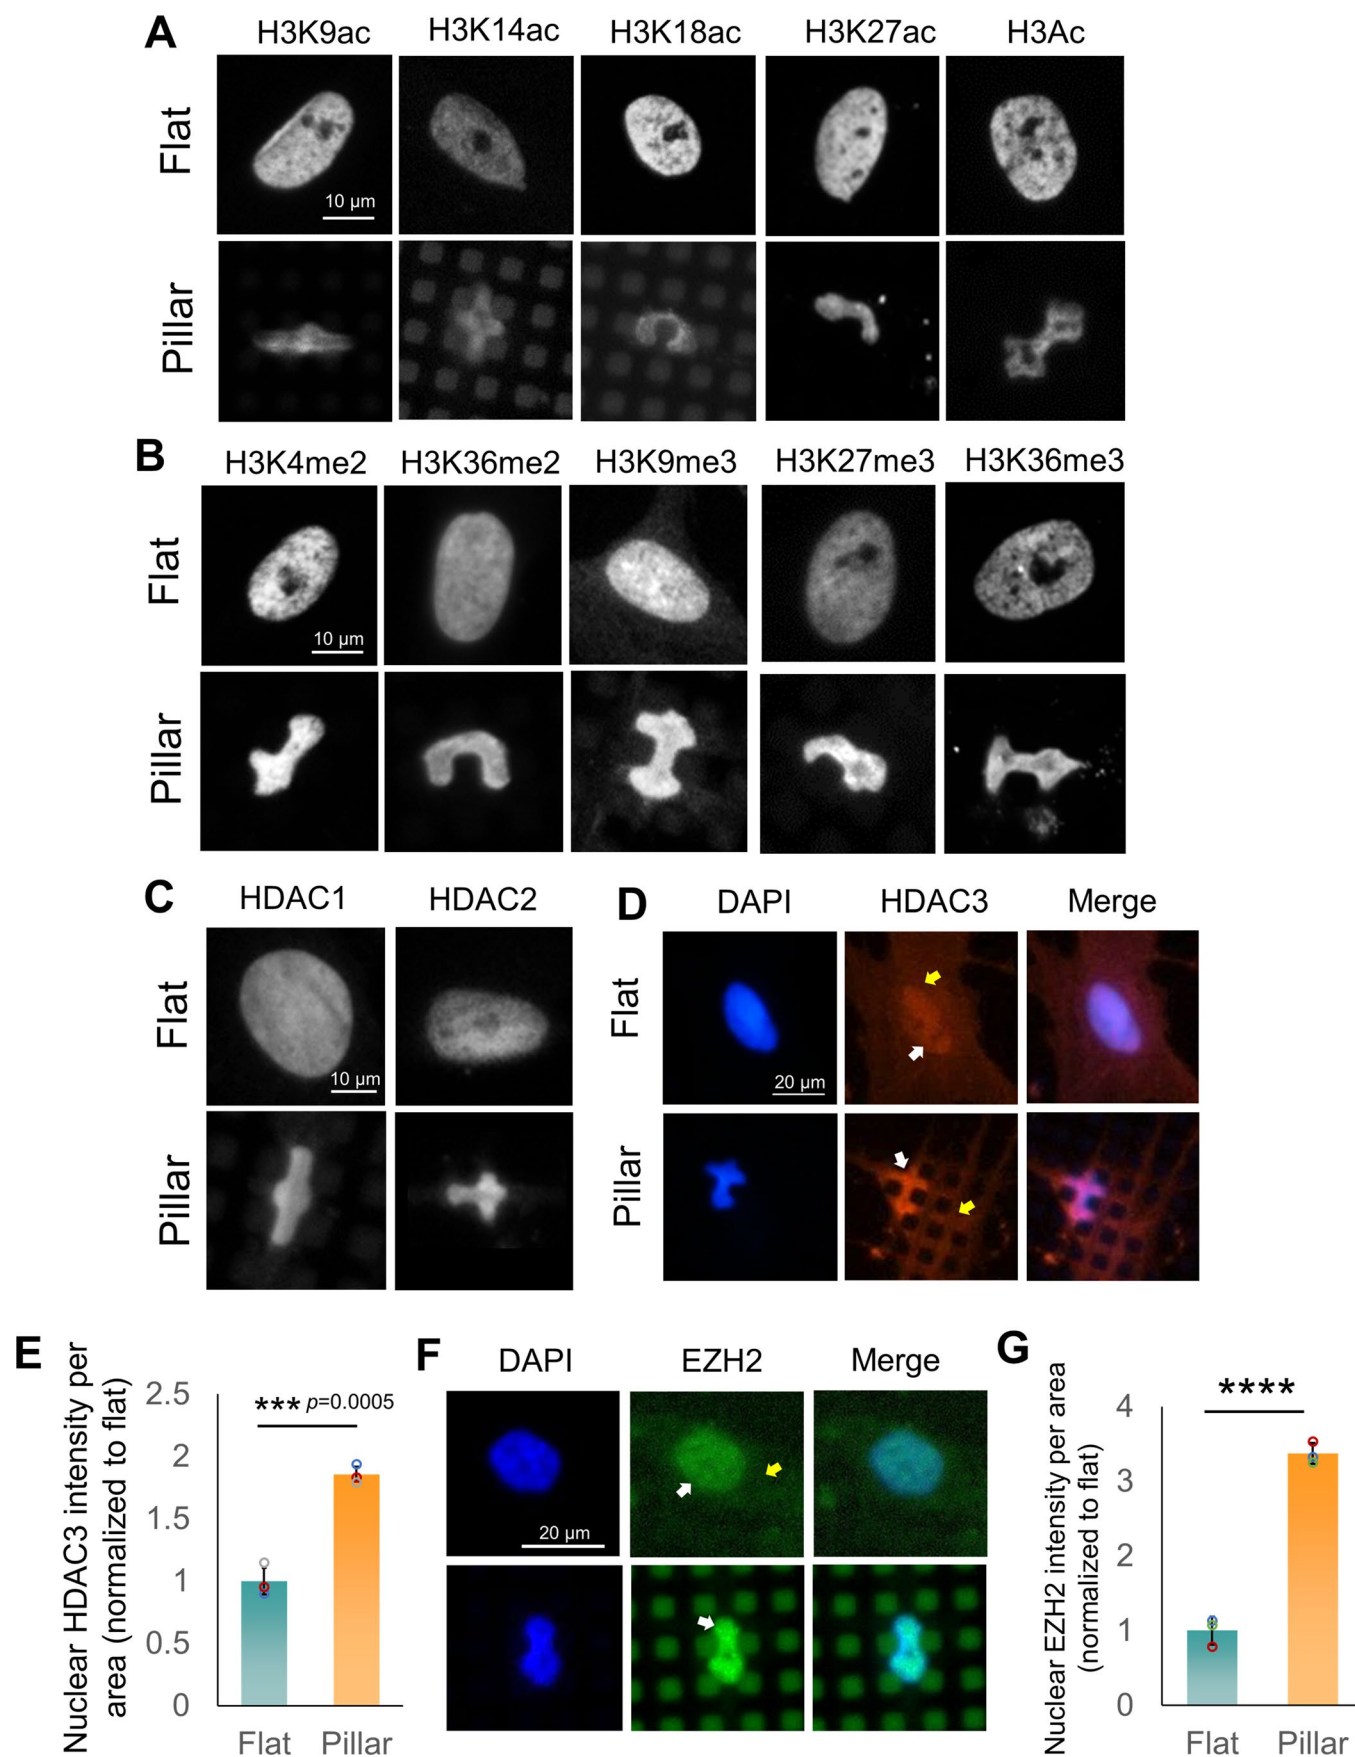 A
H3K9ac H3K14ac H3K18ac H3K27ac H3Ac
Flat
10 µm
Pillar
B
H3K4me2 H3K36me2 H3K9me3 H3K27me3 H3K36me3
Flat
10 µm
Pillar
C
HDAC1 HDAC2
Flat
10 µm
Pillar
D
DAPI HDAC3 Merge
Flat
20 µm
Pillar
E
Nuclear HDAC3 intensity per
area (normalized to flat)
2.5
2
1.5
1
0.5
0
*** p=0.0005
Flat Pillar
F
DAPI EZH2 Merge
20 µm
G
Nuclear EZH2 intensity per area
(normalized to flat)
4
3
2
1
0
****
Flat Pillar